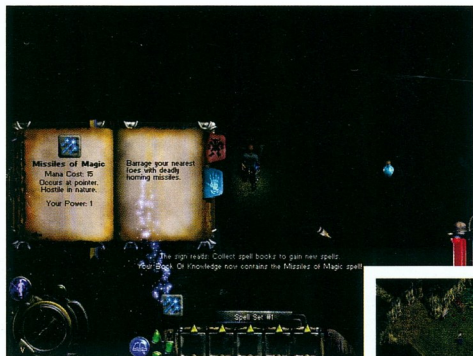 Missiles of Magic
Mana Cost: 15
Occurs at pointer.
Hostile in nature.
Your Power: 1
Barrage your nearest
foes with deadly
homing missiles.
The sign reads: Collect spell books to gain new spells.
Your Book Of Knowledge now contains the Missiles of Magic spell!
Spell Set #1